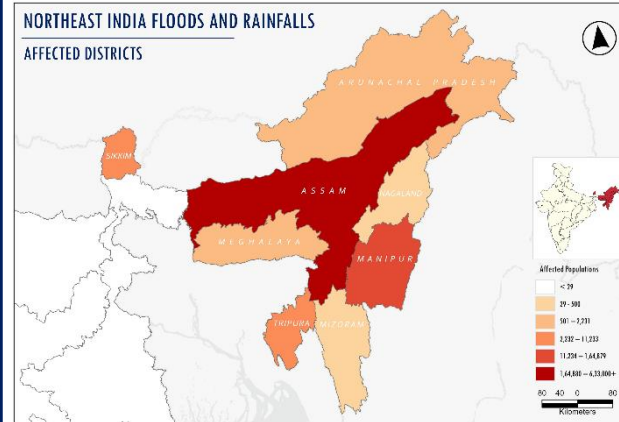 NORTHEAST INDIA FLOODS AND RAINFALLS
AFFECTED DISTRICTS
ARUNACHAL PRADESH
SIKKIM
ASSAM
NAGALAND
MEGHALAYA
MANIPUR
TRIPURA
MIZORAM
Affected Populations
< 29
29 - 500
501 – 2,231
2,232 – 11,233
11,234 - 1,64,879
1,64,880 - 6,33,000+
80 40 0 80
Kilometers